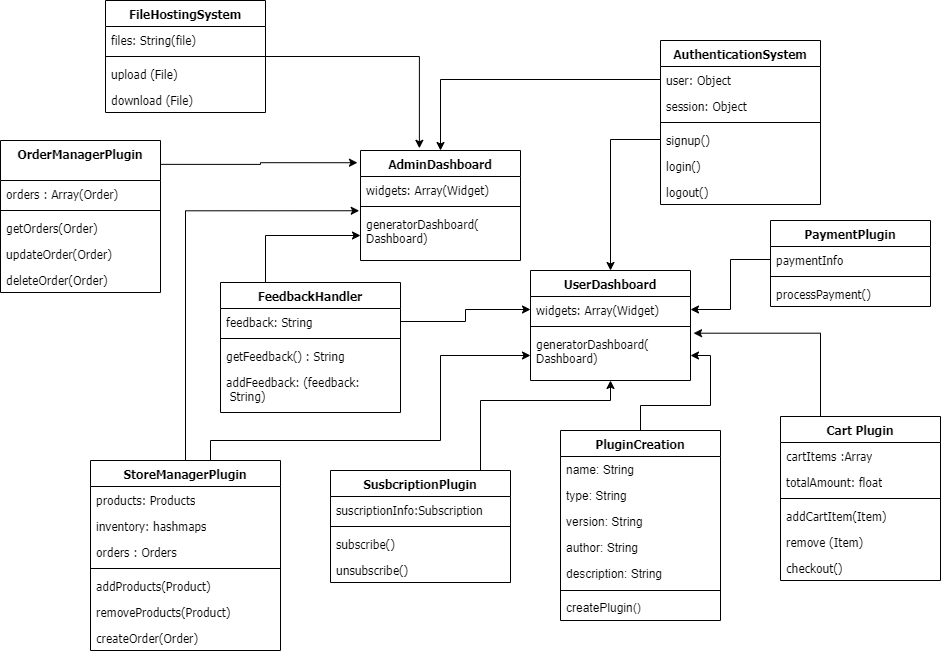 FileHostingSystem
files: String(file)
upload (File)
download (File)
AuthenticationSystem
user: Object
session: Object
signup()
login()
logout()
OrderManagerPlugin
orders : Array(Order)
getOrders(Order)
updateOrder(Order)
deleteOrder(Order)
AdminDashboard
widgets: Array(Widget)
generatorDashboard(
Dashboard)
PaymentPlugin
paymentInfo
processPayment()
FeedbackHandler
feedback: String
getFeedback() : String
addFeedback: (feedback:
String)
UserDashboard
widgets: Array(Widget)
generatorDashboard(
Dashboard)
StoreManagerPlugin
products: Products
inventory: hashmaps
orders : Orders
addProducts(Product)
removeProducts(Product)
createOrder(Order)
SusbcriptionPlugin
suscriptionInfo:Subscription
subscribe()
unsubscribe()
PluginCreation
name: String
type: String
version: String
author: String
description: String
createPlugin()
Cart Plugin
cartItems :Array
totalAmount: float
addCartItem(Item)
remove (Item)
checkout()